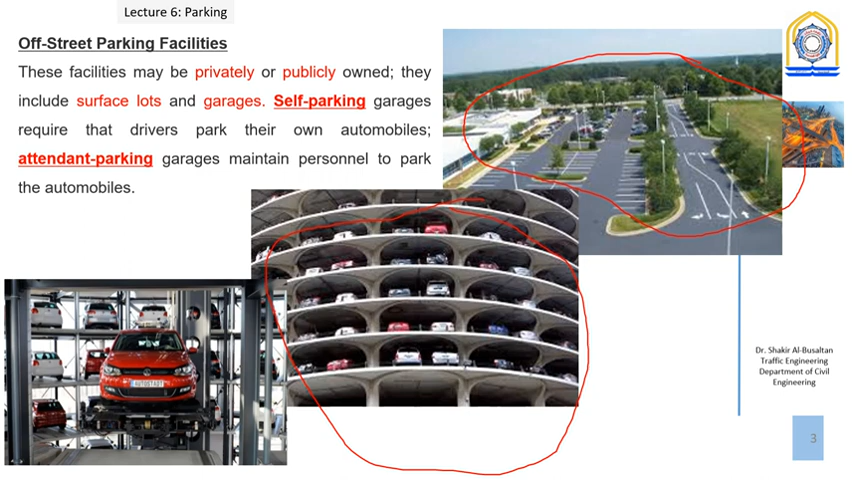 Lecture 6: Parking
Off-Street Parking Facilities
These facilities may be privately or publicly owned; they
include surface lots and garages. Self-parking garages
require that drivers park their own automobiles;
attendant-parking garages maintain personnel to park
the automobiles.
AUTOSTADT
Dr. Shakir Al-Busaltan
Traffic Engineering
Department of Civil
Engineering
3